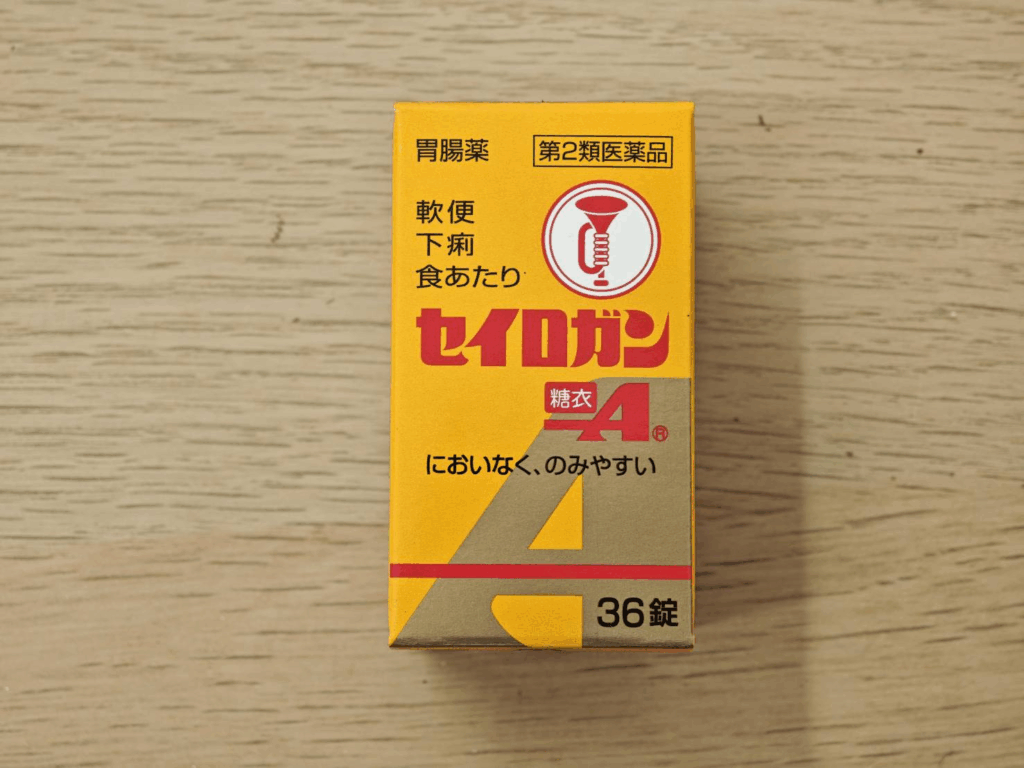 胃腸薬 第2類医薬品
軟便
下痢
食あたり
セイロガン
糖衣A®
においなく、のみやすい
36錠